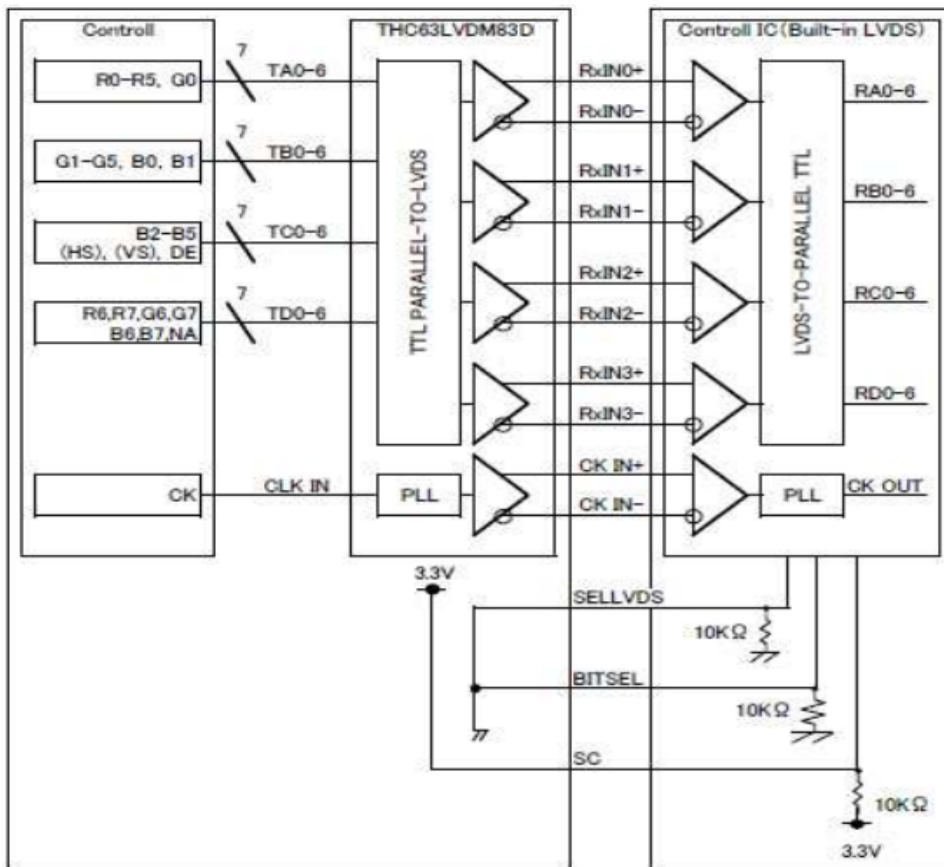 Controll
THC63LVDM83D
Controll IC(Built-in LVDS)
R0-R5, G0
7
TA0-6
RxIN0+
RxIN0-
RA0-6
G1-G5, B0, B1
7
TB0-6
RxIN1+
RxIN1-
RB0-6
B2-B5
(HS), (VS), DE
7
TC0-6
RxIN2+
RxIN2-
RC0-6
R6,R7,G6,G7
B6,B7,NA
7
TD0-6
RxIN3+
RxIN3-
RD0-6
TTL PARALLEL-TO-LVDS
LVDS-TO-PARALLEL TTL
CK
CLK IN
PLL
CK IN+
CK IN-
PLL
CK OUT
3.3V
SELLVDS
10KΩ
BITSEL
10KΩ
SC
10KΩ
3.3V